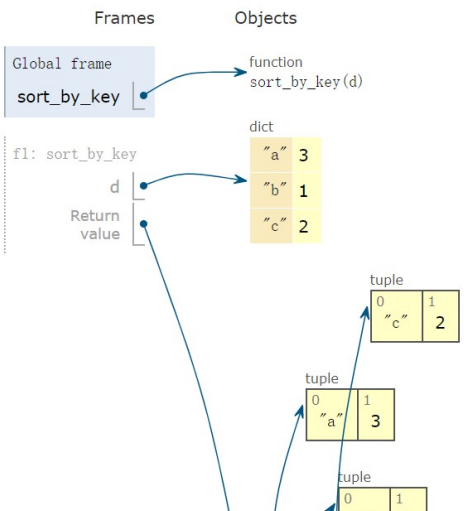 Frames Objects
Global frame
sort_by_key
function
sort_by_key(d)
dict
"a" 3
"b" 1
"c" 2
f1: sort_by_key
d
Return
value
tuple
0 1
"c" 2
tuple
0 1
"a" 3
tuple
0 1